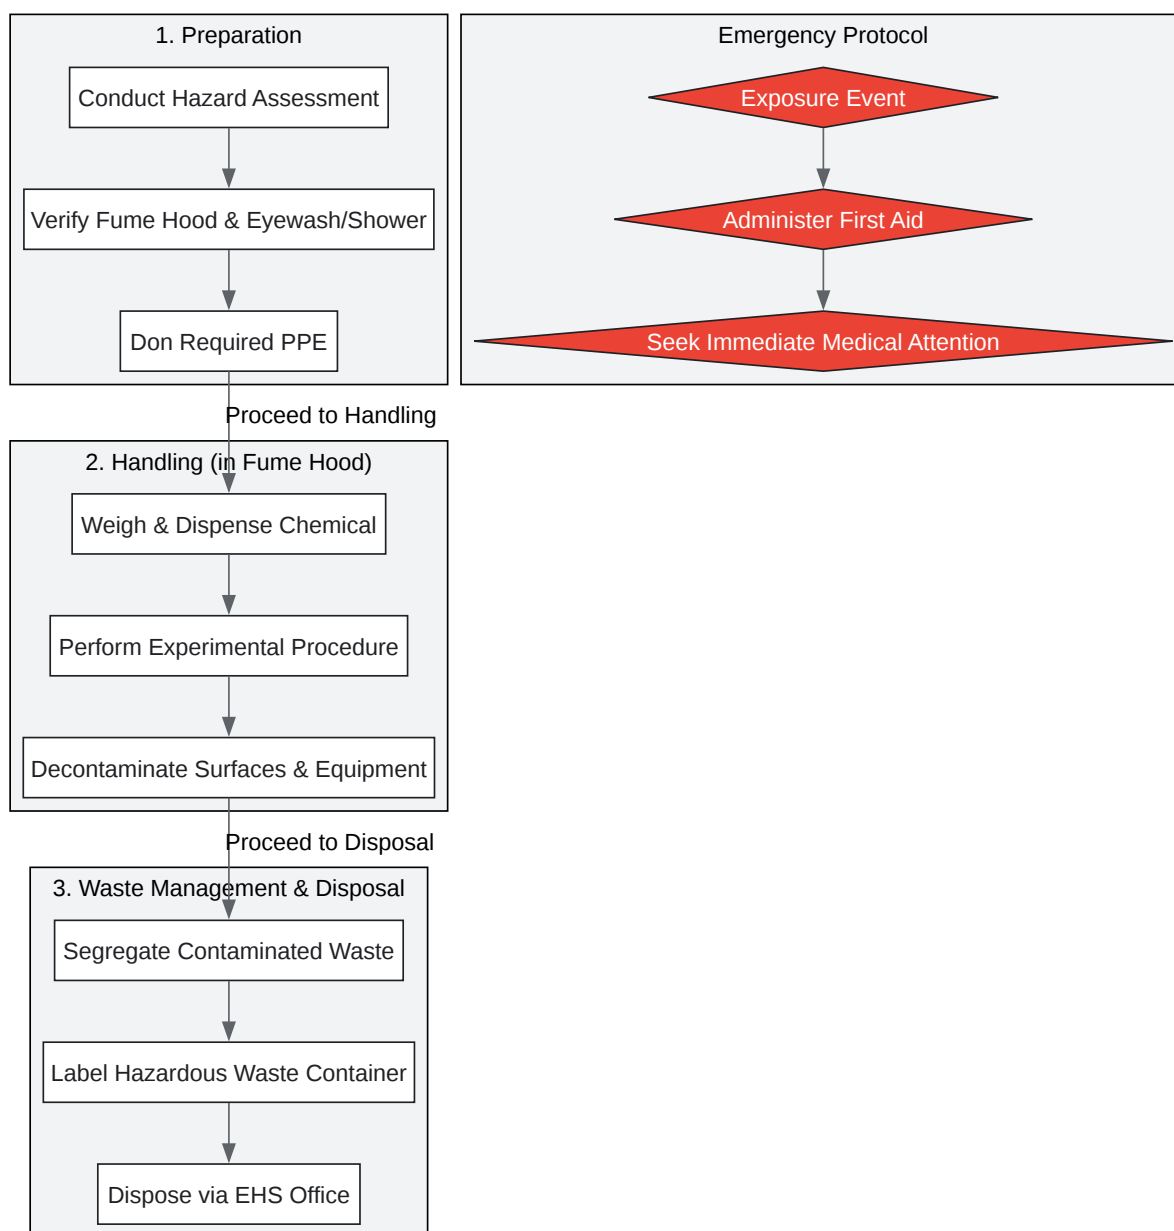 1. Preparation
Conduct Hazard Assessment
Verify Fume Hood & Eyewash/Shower
Don Required PPE
Proceed to Handling
2. Handling (in Fume Hood)
Weigh & Dispense Chemical
Perform Experimental Procedure
Decontaminate Surfaces & Equipment
Proceed to Disposal
3. Waste Management & Disposal
Segregate Contaminated Waste
Label Hazardous Waste Container
Dispose via EHS Office
Emergency Protocol
Exposure Event
Administer First Aid
Seek Immediate Medical Attention